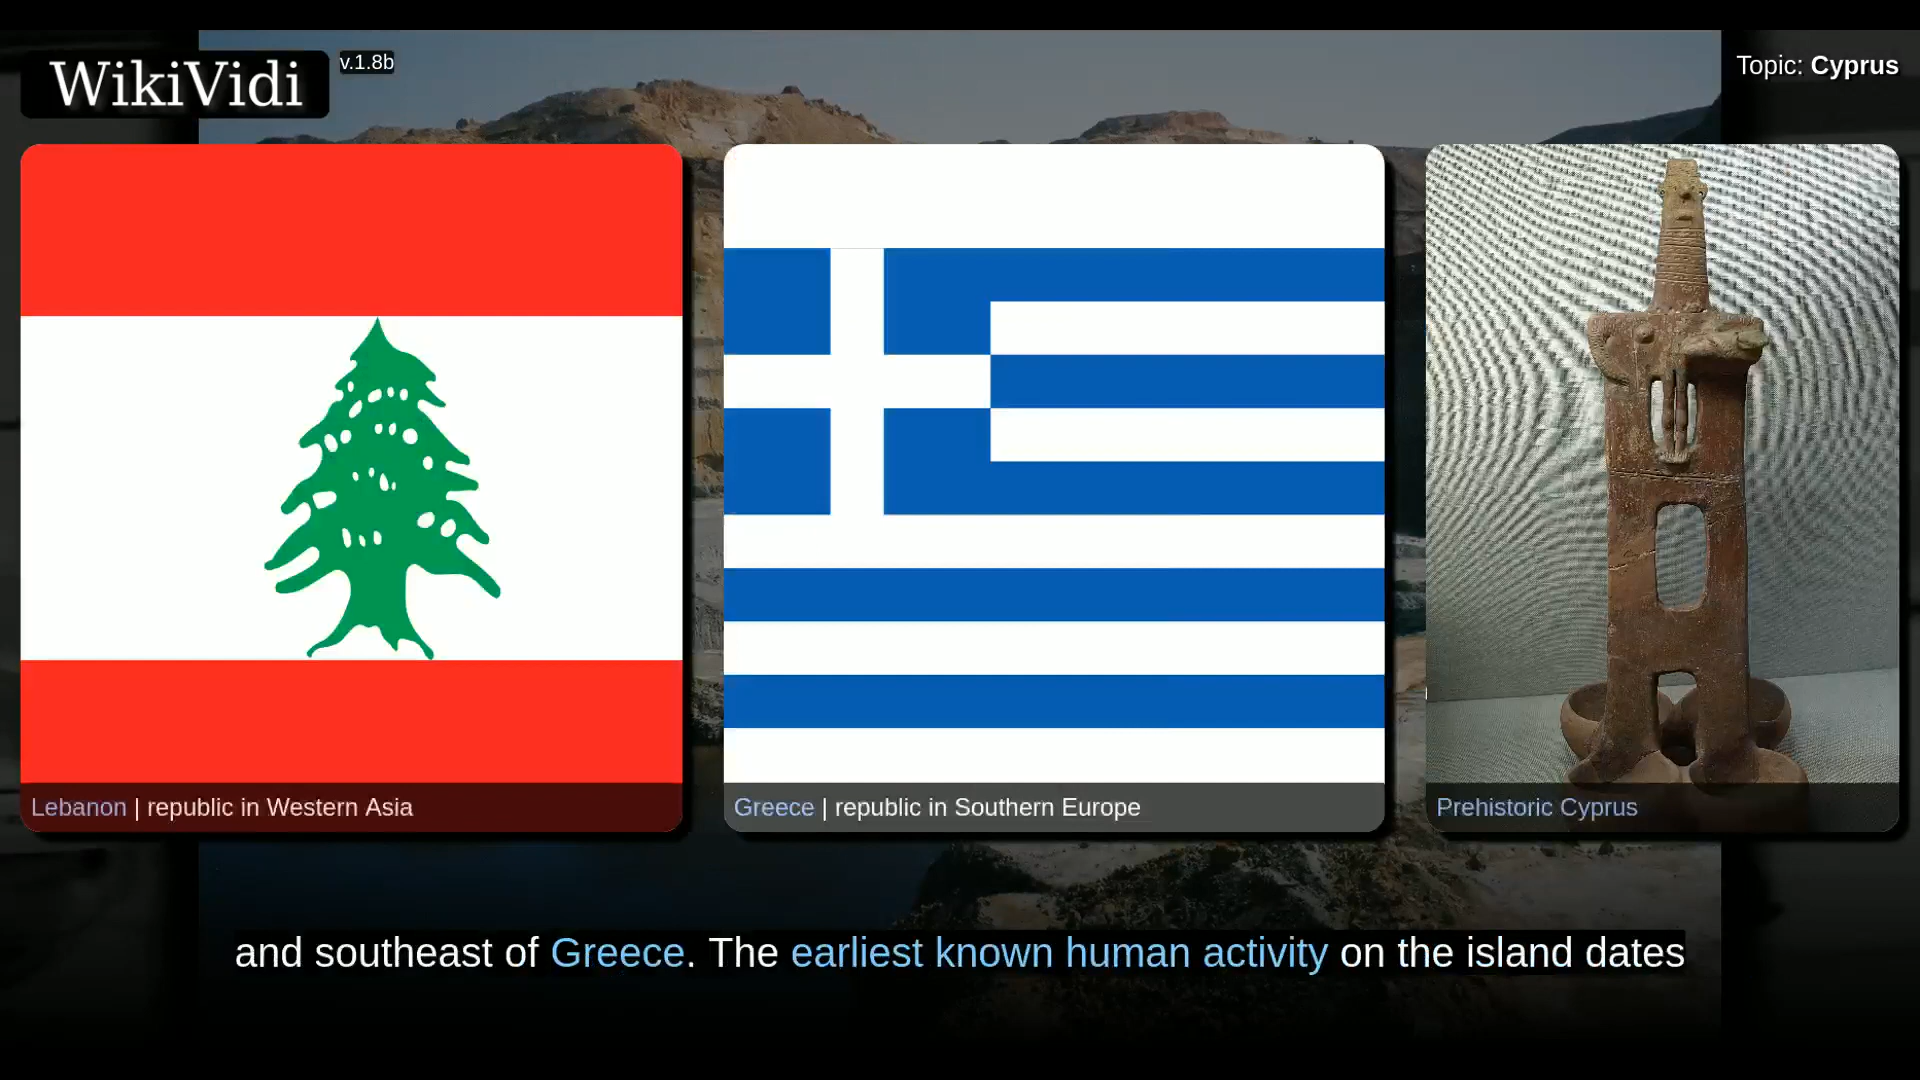 WikiVidi
v.1.8b
Topic: Cyprus
Lebanon | republic in Western Asia
Greece | republic in Southern Europe
Prehistoric Cyprus
and southeast of Greece. The earliest known human activity on the island dates